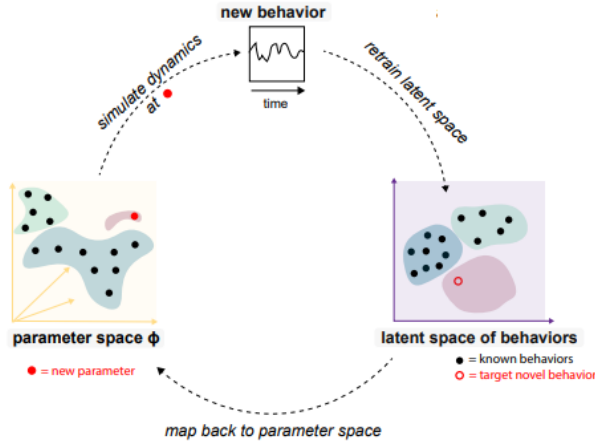 new behavior
simulate dynamics
at
time
retrain latent space
parameter space ϕ
= new parameter
latent space of behaviors
= known behaviors
= target novel behavior
map back to parameter space